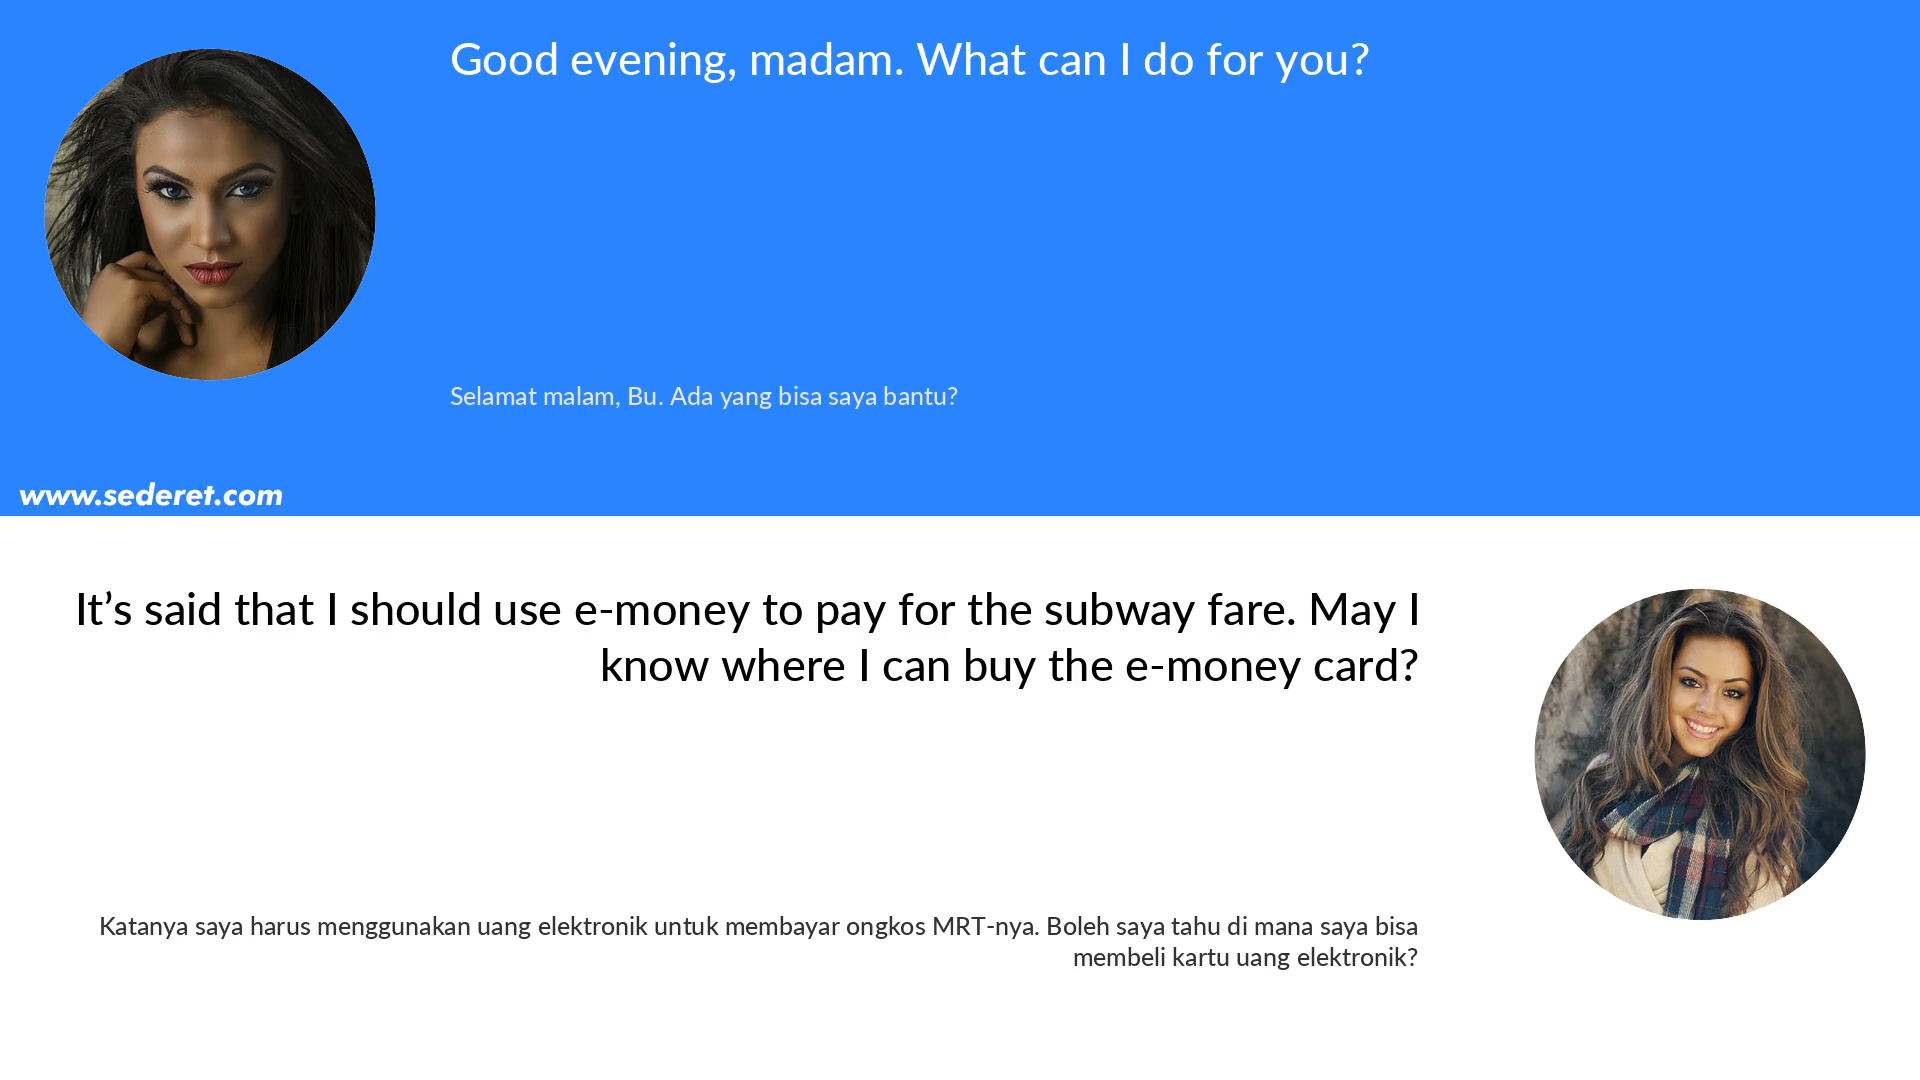 Good evening, madam. What can I do for you?
Selamat malam, Bu. Ada yang bisa saya bantu?
www.sederet.com
It’s said that I should use e-money to pay for the subway fare. May I
know where I can buy the e-money card?
Katanya saya harus menggunakan uang elektronik untuk membayar ongkos MRT-nya. Boleh saya tahu di mana saya bisa
membeli kartu uang elektronik?